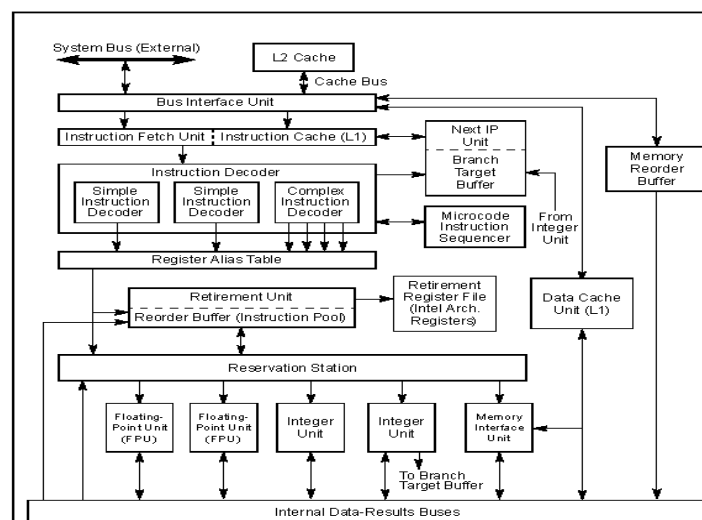 System Bus (External)
L2 Cache
Cache Bus
Bus Interface Unit
Instruction Fetch Unit
Instruction Cache (L1)
Next IP
Unit
Branch
Target
Buffer
Memory
Reorder
Buffer
Instruction Decoder
Simple
Instruction
Decoder
Simple
Instruction
Decoder
Complex
Instruction
Decoder
Microcode
Instruction
Sequencer
From
Integer
Unit
Register Alias Table
Retirement Unit
Reorder Buffer (Instruction Pool)
Retirement
Register File
(Intel Arch.
Registers)
Data Cache
Unit (L1)
Reservation Station
Floating-
Point Unit
(FPU)
Floating-
Point Unit
(FPU)
Integer
Unit
Integer
Unit
Memory
Interface
Unit
To Branch
Target Buffer
Internal Data-Results Buses